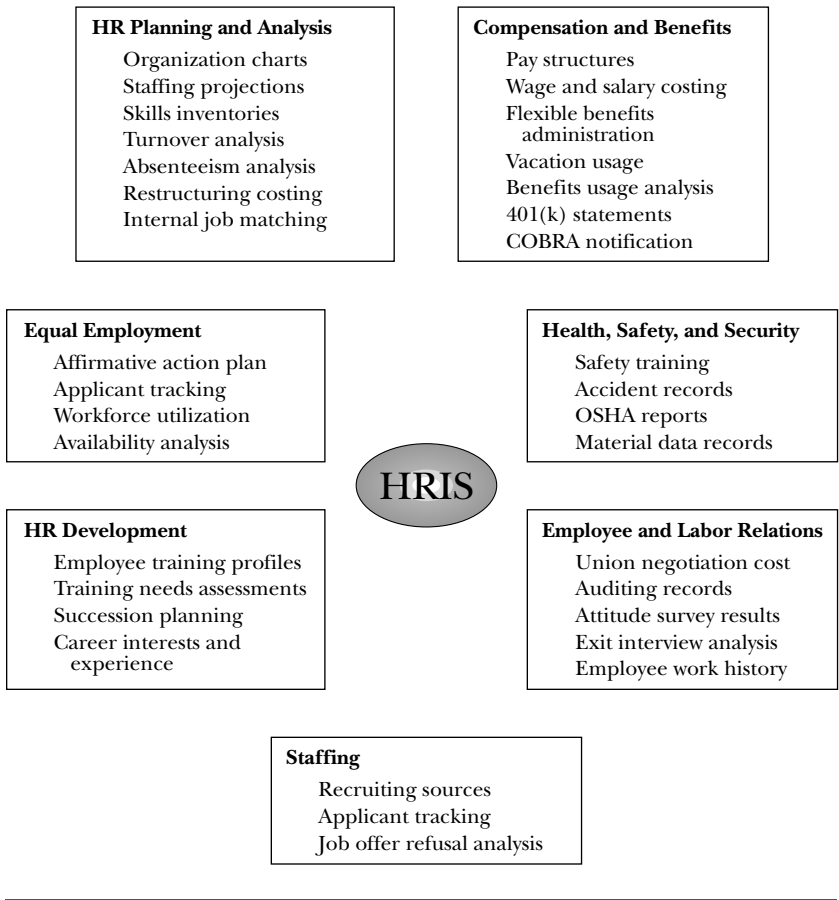 HR Planning and Analysis
Organization charts
Staffing projections
Skills inventories
Turnover analysis
Absenteeism analysis
Restructuring costing
Internal job matching
Compensation and Benefits
Pay structures
Wage and salary costing
Flexible benefits
administration
Vacation usage
Benefits usage analysis
401(k) statements
COBRA notification
Equal Employment
Affirmative action plan
Applicant tracking
Workforce utilization
Availability analysis
Health, Safety, and Security
Safety training
Accident records
OSHA reports
Material data records
HRIS
HR Development
Employee training profiles
Training needs assessments
Succession planning
Career interests and
experience
Employee and Labor Relations
Union negotiation cost
Auditing records
Attitude survey results
Exit interview analysis
Employee work history
Staffing
Recruiting sources
Applicant tracking
Job offer refusal analysis